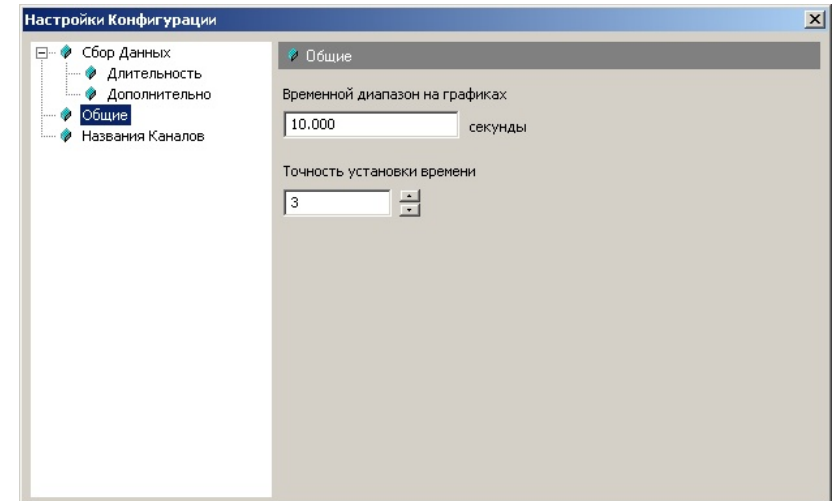 Настройки Конфигурации
Сбор Данных
Длительность
Дополнительно
Общие
Названия Каналов
Общие
Временной диапазон на графиках
10.000 секунды
Точность установки времени
3